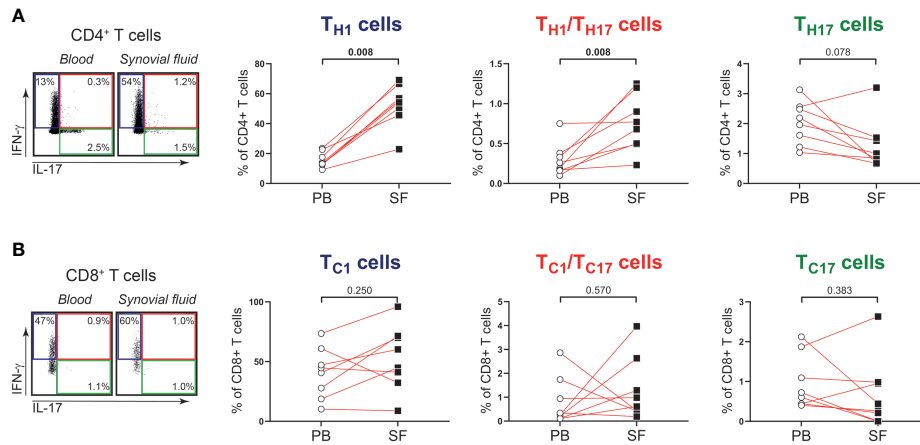 A
CD4+ T cells
Blood
Synovial fluid
13%
0.3%
54%
1.2%
2.5%
1.5%
IFN-γ
IL-17
TH1 cells
0.008
% of CD4+ T cells
80
60
40
20
0
PB
SF
TH1/TH17 cells
0.008
% of CD4+ T cells
1.5
1.0
0.5
0.0
PB
SF
TH17 cells
0.078
% of CD4+ T cells
4
3
2
1
0
PB
SF
B
CD8+ T cells
Blood
Synovial fluid
47%
0.9%
60%
1.0%
1.1%
1.0%
IFN-γ
IL-17
TC1 cells
0.250
% of CD8+ T cells
100
50
0
PB
SF
TC1/TC17 cells
0.570
% of CD8+ T cells
5
4
3
2
1
0
PB
SF
TC17 cells
0.383
% of CD8+ T cells
3
2
1
0
PB
SF